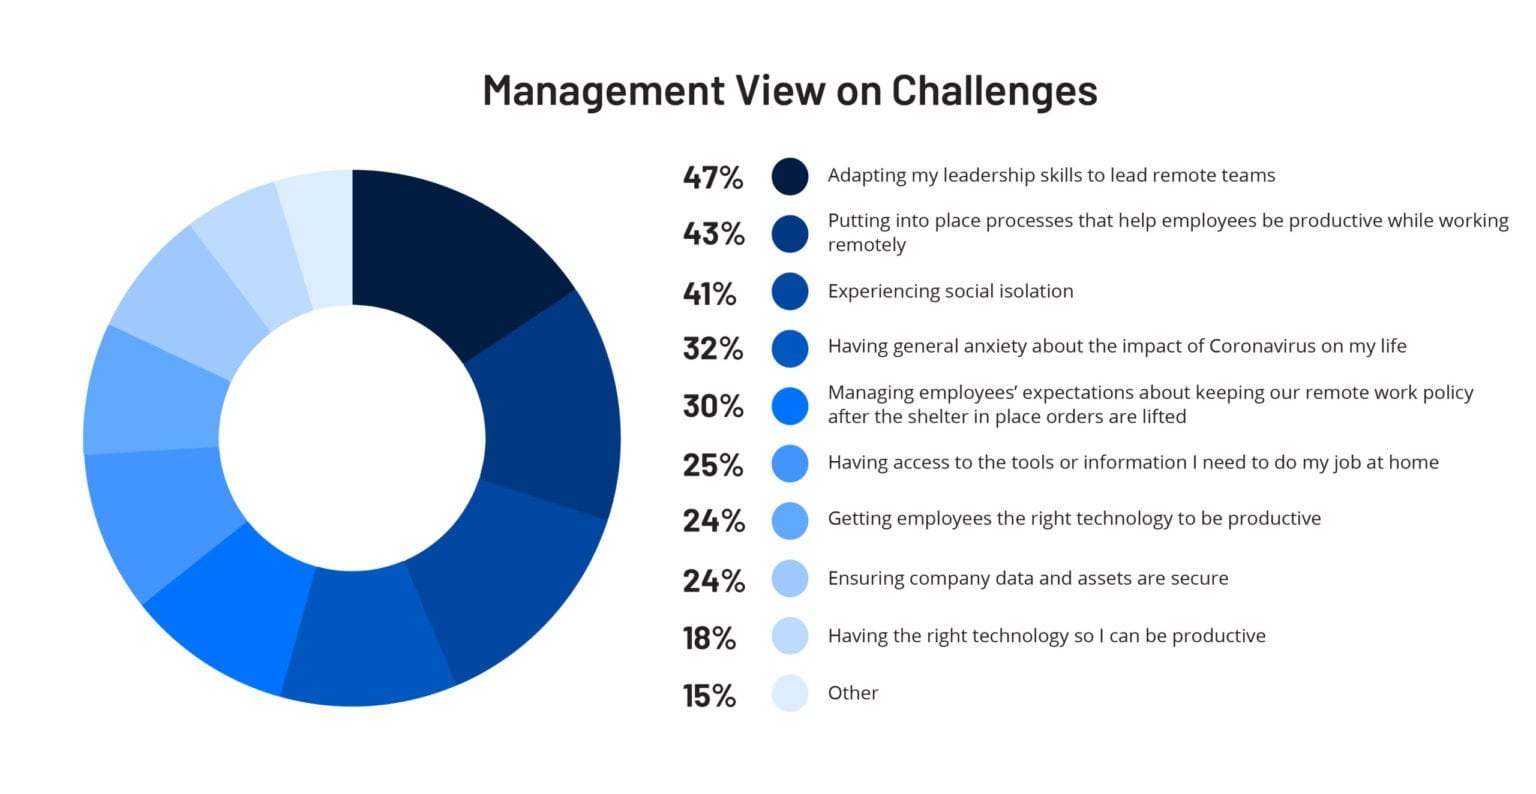 Management View on Challenges
47% Adapting my leadership skills to lead remote teams
43% Putting into place processes that help employees be productive while working
remotely
41% Experiencing social isolation
32% Having general anxiety about the impact of Coronavirus on my life
30% Managing employees’ expectations about keeping our remote work policy
after the shelter in place orders are lifted
25% Having access to the tools or information I need to do my job at home
24% Getting employees the right technology to be productive
24% Ensuring company data and assets are secure
18% Having the right technology so I can be productive
15% Other